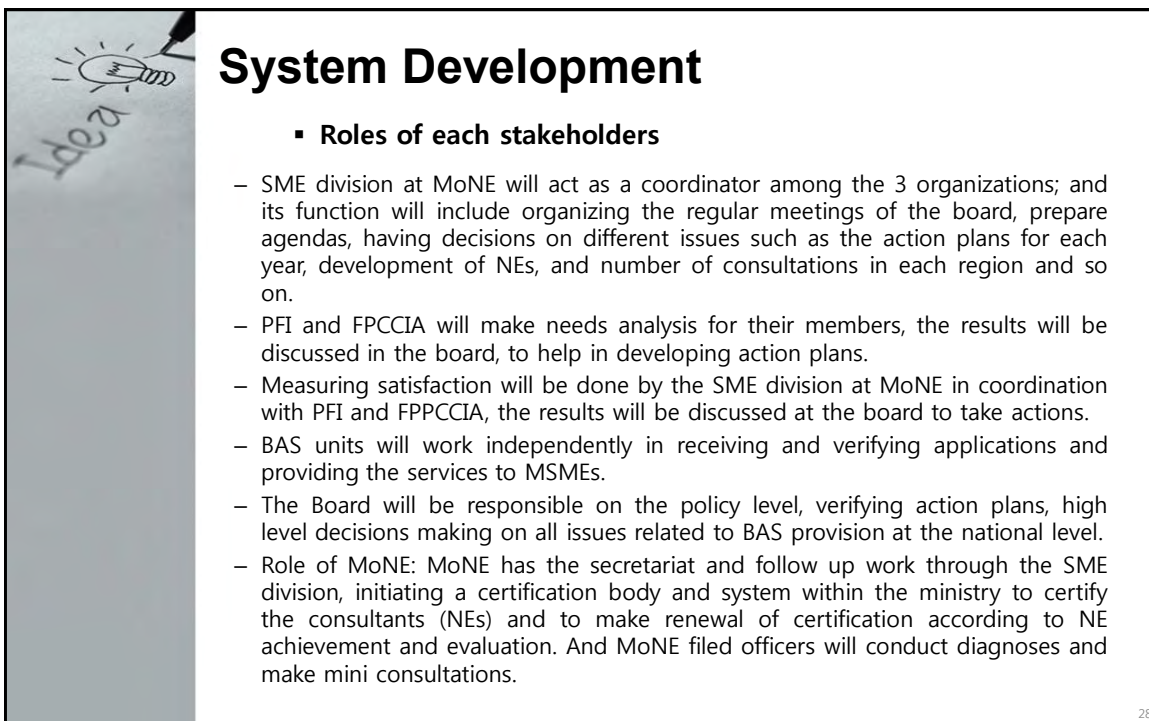 Idea
System Development
▪ Roles of each stakeholders
– SME division at MoNE will act as a coordinator among the 3 organizations; and
its function will include organizing the regular meetings of the board, prepare
agendas, having decisions on different issues such as the action plans for each
year, development of NEs, and number of consultations in each region and so
on.
– PFI and FPCCIA will make needs analysis for their members, the results will be
discussed in the board, to help in developing action plans.
– Measuring satisfaction will be done by the SME division at MoNE in coordination
with PFI and FPPCCIA, the results will be discussed at the board to take actions.
– BAS units will work independently in receiving and verifying applications and
providing the services to MSMEs.
– The Board will be responsible on the policy level, verifying action plans, high
level decisions making on all issues related to BAS provision at the national level.
– Role of MoNE: MoNE has the secretariat and follow up work through the SME
division, initiating a certification body and system within the ministry to certify
the consultants (NEs) and to make renewal of certification according to NE
achievement and evaluation. And MoNE filed officers will conduct diagnoses and
make mini consultations.
28